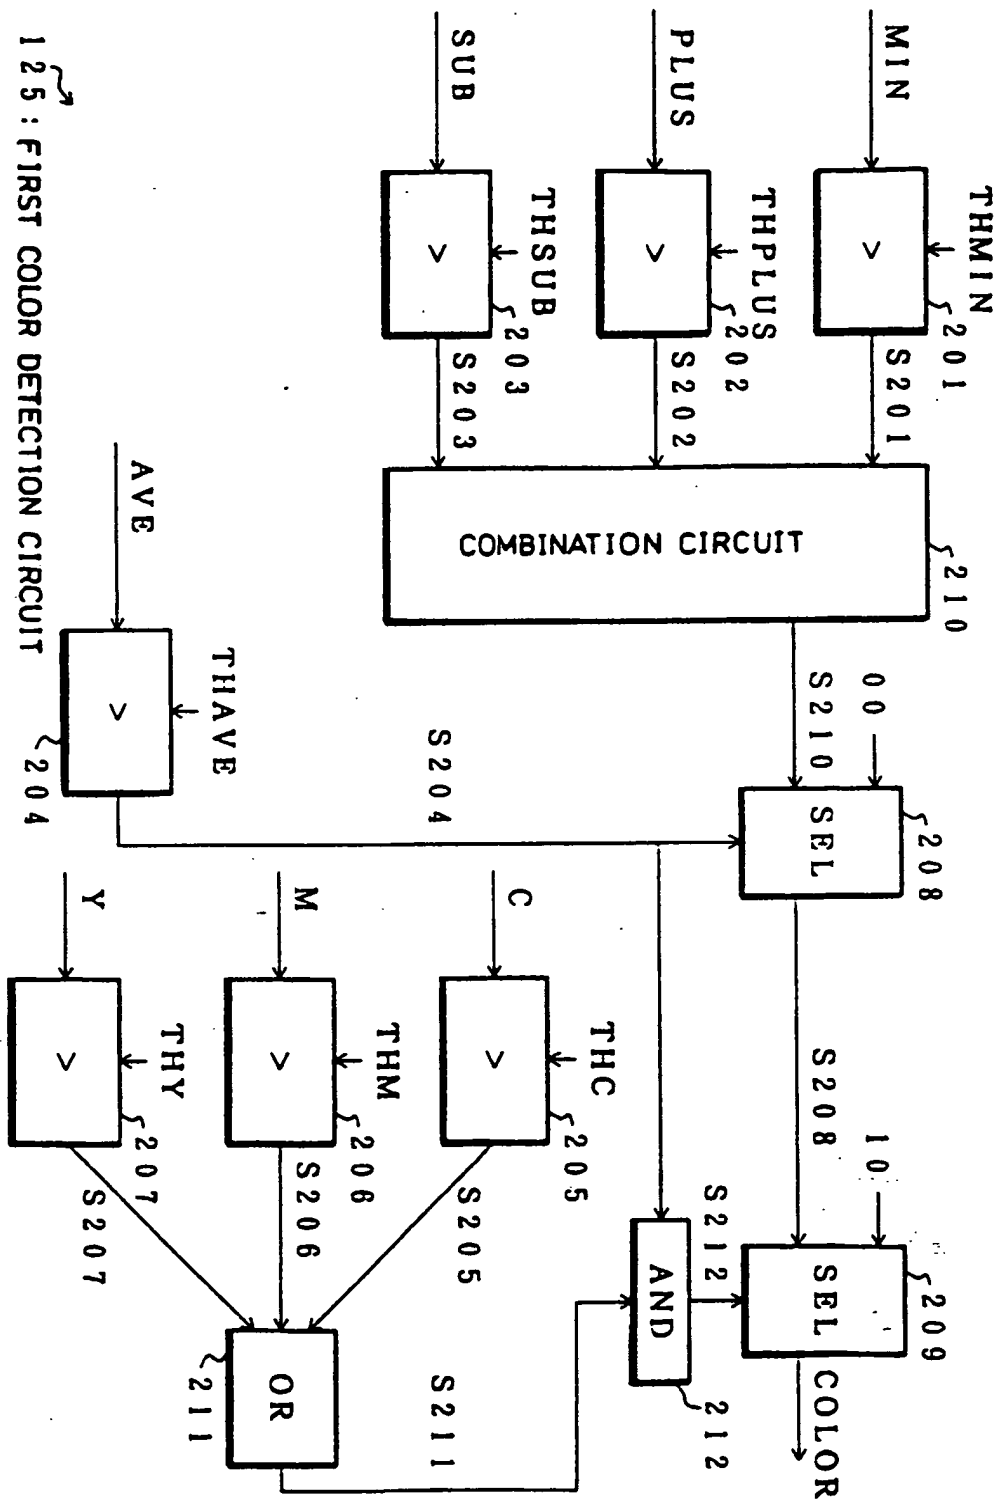 MIN
THMIN
<
201
S201
PLUS
THPLUS
<
202
S202
SUB
THSUB
<
203
S203
COMBINATION CIRCUIT
210
S210
00
SEL
208
S208
10
SEL
209
COLOR
AVE
THAVE
<
204
S204
C
THC
<
205
S205
M
THM
<
206
S206
Y
THY
<
207
S207
OR
211
S211
AND
212
S212
125: FIRST COLOR DETECTION CIRCUIT